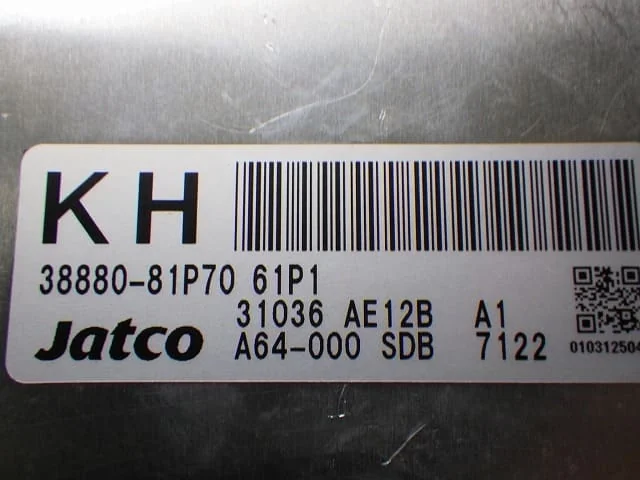 KH
38880-81P70 61P1
31036 AE12B A1
Jatco A64-000 SDB 7122
010312504